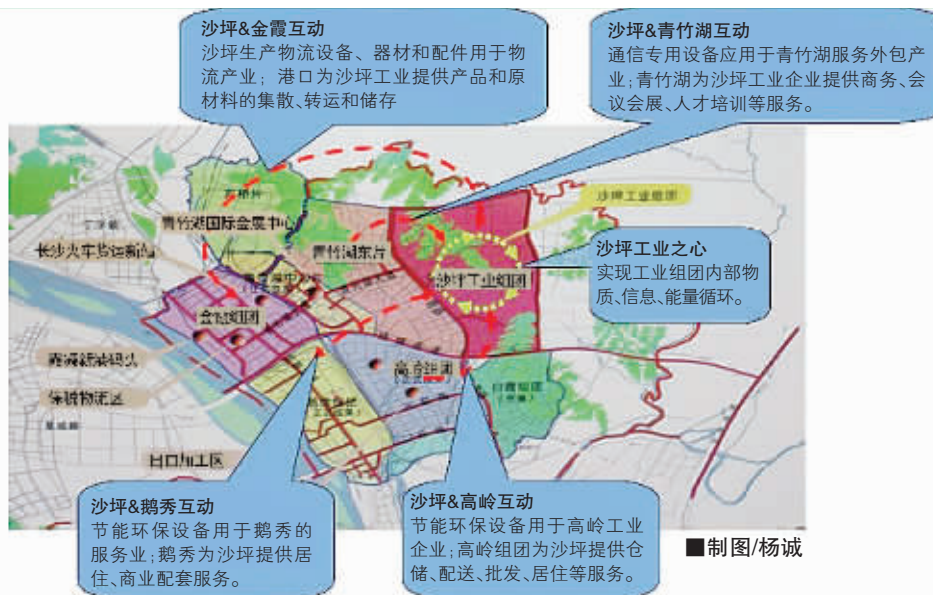 沙坪&金霞互动
沙坪生产物流设备、器材和配件用于物
流产业；港口为沙坪工业提供产品和原
材料的集散、转运和储存
沙坪&青竹湖互动
通信专用设备应用于青竹湖服务外包产
业；青竹湖为沙坪工业企业提供商务、会
议会展、人才培训等服务。
沙坪工业组团
青竹湖国际会展中心
长沙火车货运新站
青竹湖东片
沙坪工业组团
沙坪工业之心
实现工业组团内部物
质、信息、能量循环。
金霞组团
高岭组团
保税物流区
沙坪&鹅秀互动
节能环保设备用于鹅秀的
服务业；鹅秀为沙坪提供居
住、商业配套服务。
沙坪&高岭互动
节能环保设备用于高岭工业
企业；高岭组团为沙坪提供仓
储、配送、批发、居住等服务。
■制图/杨诚